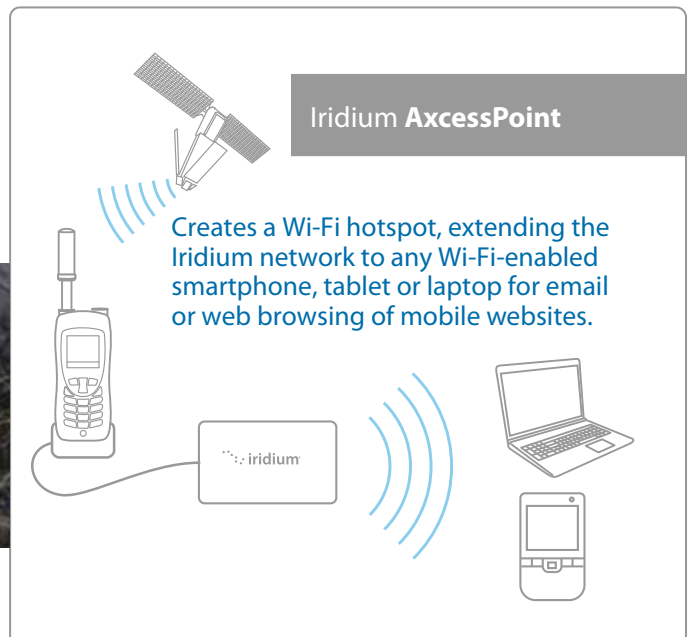 Iridium AxcessPoint
Creates a Wi-Fi hotspot, extending the
Iridium network to any Wi-Fi-enabled
smartphone, tablet or laptop for email
or web browsing of mobile websites.
iridium